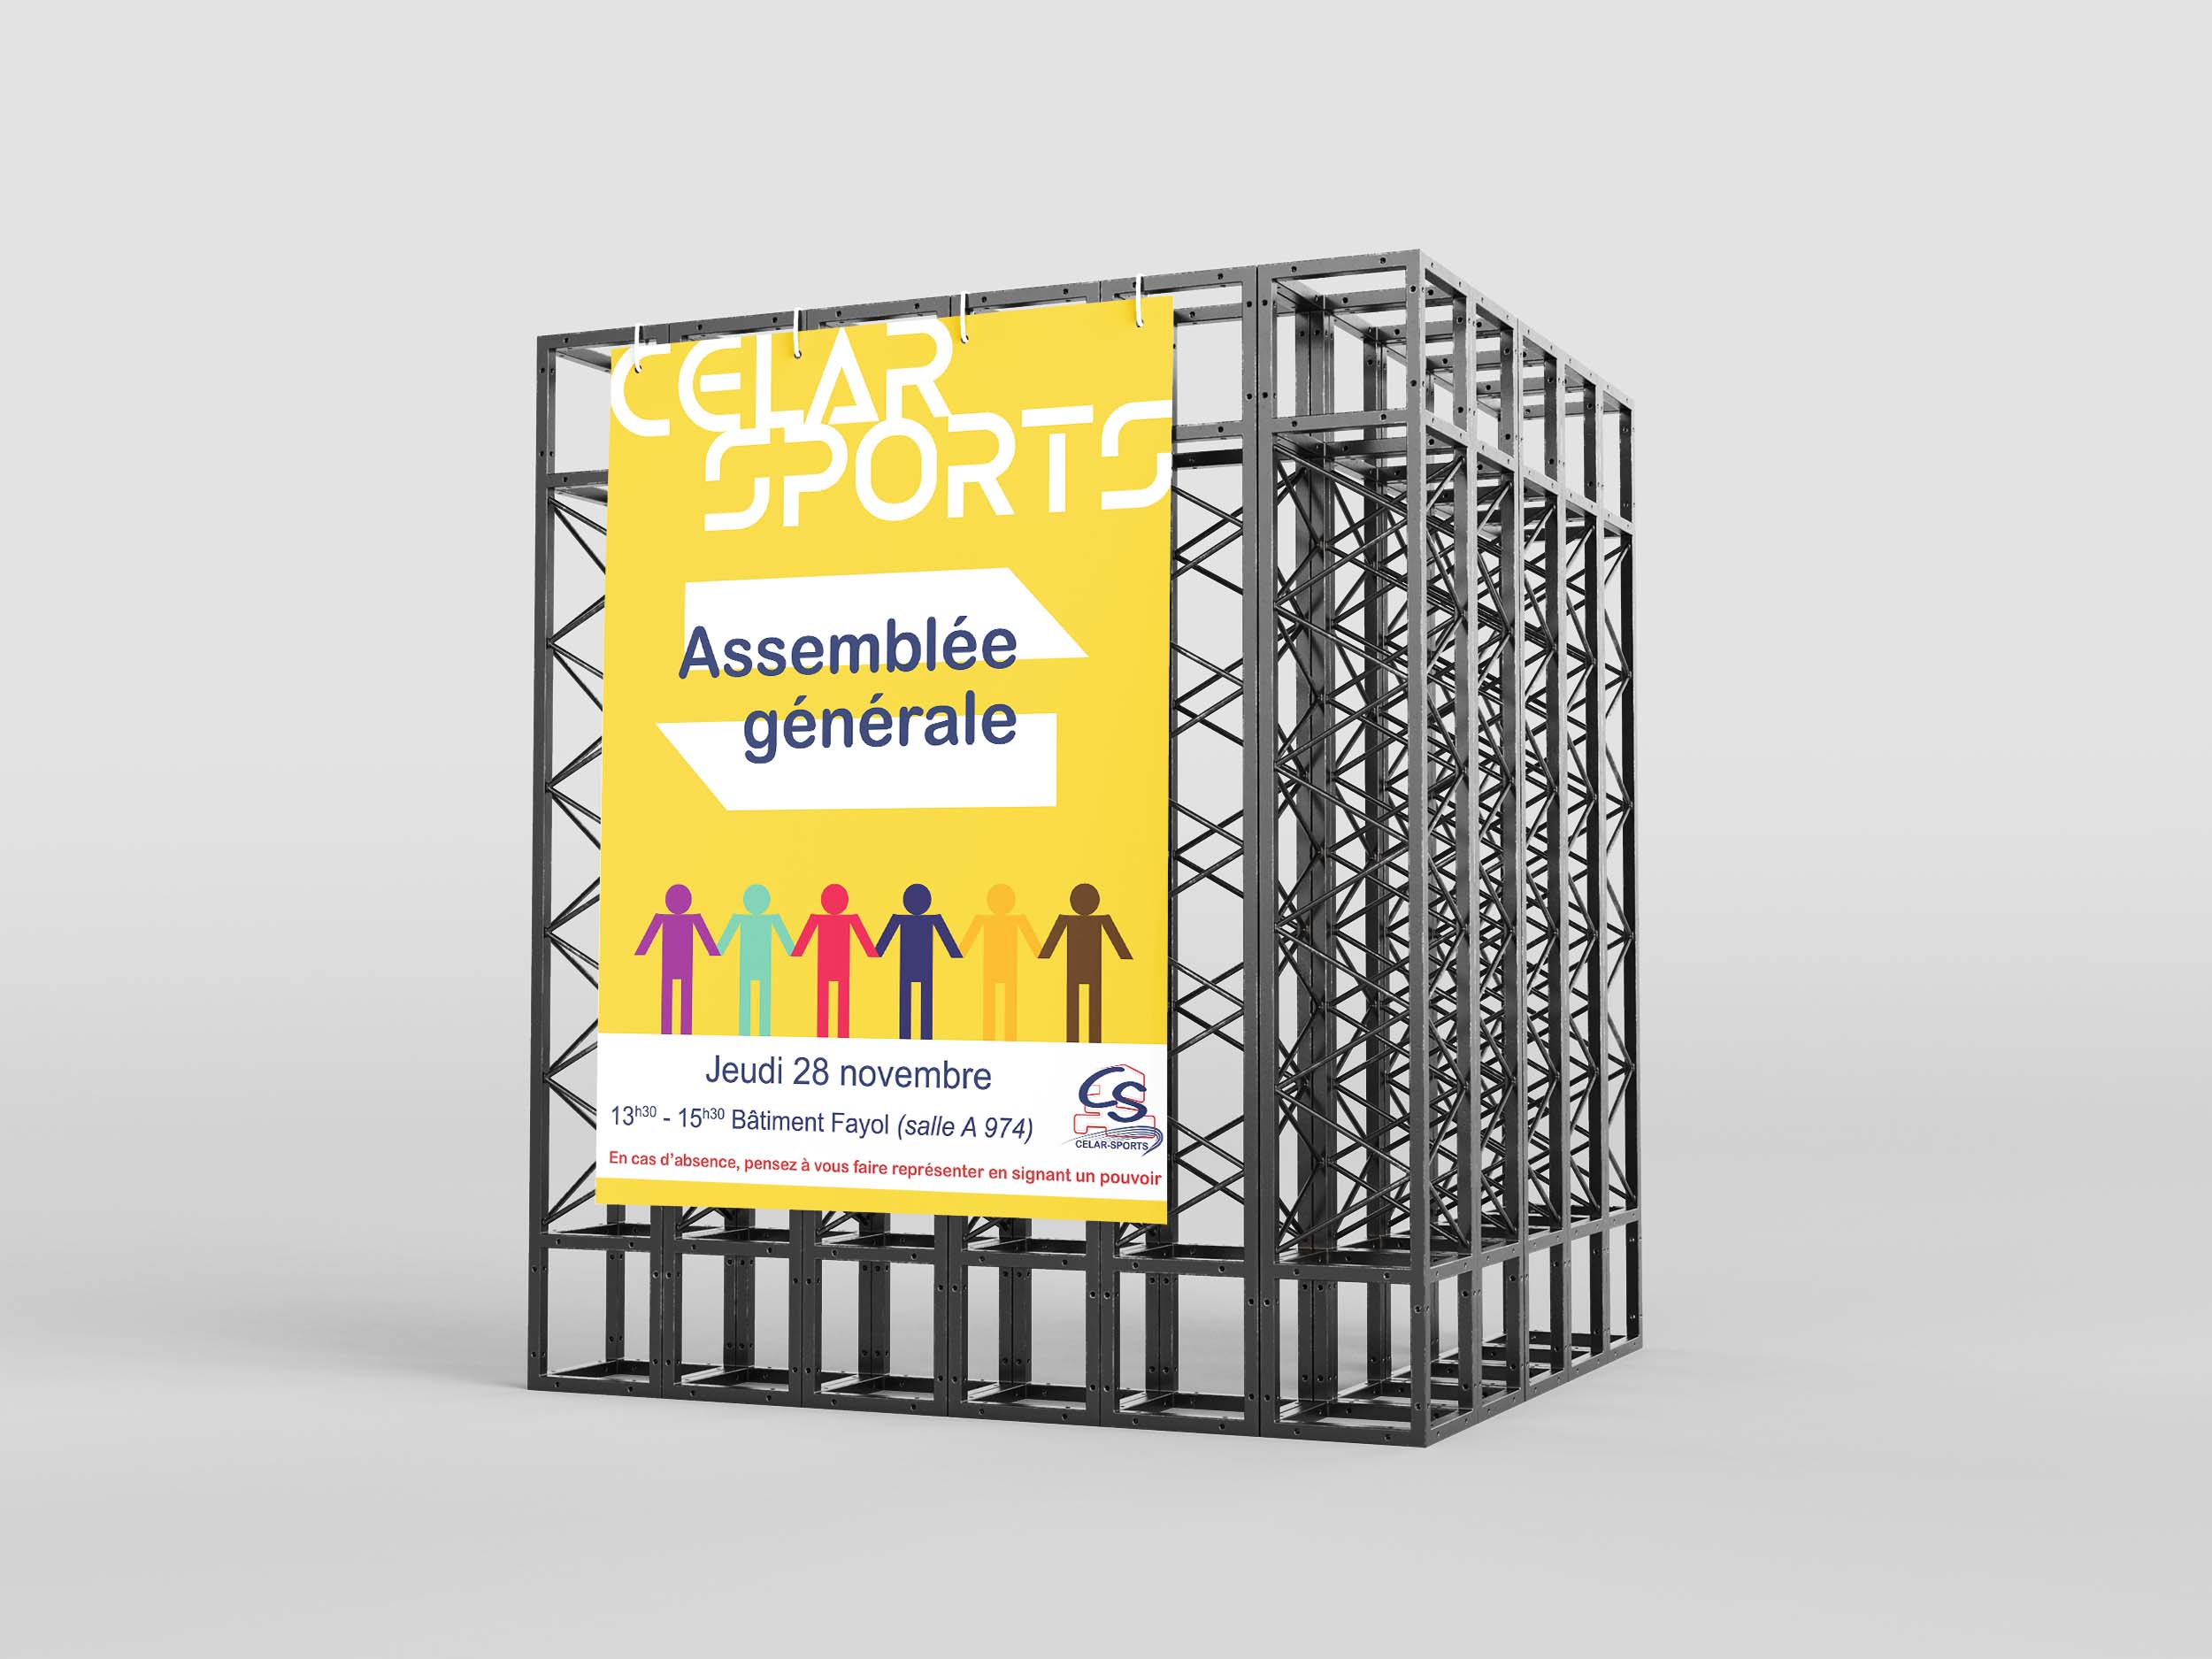 CELAR
SPORTS
Assemblée
générale
Jeudi 28 novembre
13h30 - 15h30 Bâtiment Fayol (salle A 974)
En cas d'absence, pensez à vous faire représenter en signant un pouvoir
CS
CELAR-SPORTS